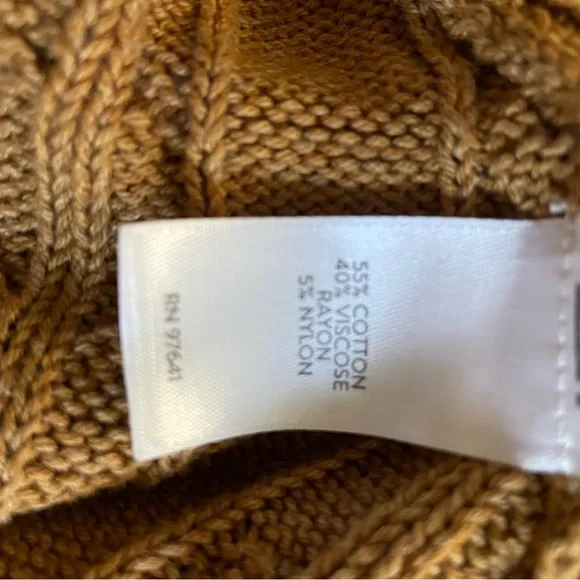 55% COTTON
40% VISCOSE
RAYON
5% NYLON
RN 97641